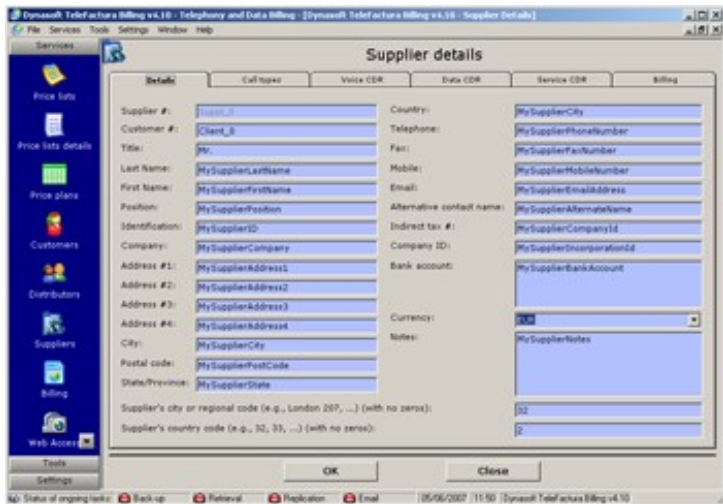 Dynasoft TeleFactura Billing v4.10 - Telephony and Data Billing - [Dynasoft TeleFactura Billing v4.10 - Supplier Details]
File Services Tools Settings Window Help
Services
Supplier details
Details Call types Voice CDR Data CDR Service CDR Billing
Price lists
Price lists details
Price plans
Customers
Distributors
Suppliers
Billing
Web Access
Tools
Settings
Supplier #:
Customer #: Client_0
Title: Mr.
Last Name: MySupplierLastName
First Name: MySupplierFirstName
Position: MySupplierPosition
Identification: MySupplierID
Company: MySupplierCompany
Address #1: MySupplierAddress1
Address #2: MySupplierAddress2
Address #3: MySupplierAddress3
Address #4: MySupplierAddress4
City: MySupplierCity
Postal code: MySupplierPostCode
State/Province: MySupplierState
Country: MySupplierCity
Telephone: MySupplierPhoneNumber
Fax: MySupplierFaxNumber
Mobile: MySupplierMobileNumber
Email: MySupplierEmailAddress
Alternative contact name: MySupplierAlternateName
Indirect tax #: MySupplierCompanyId
Company ID: MySupplierIncorporationId
Bank account: MySupplierBankAccount
Currency: EUR
Notes: MySupplierNotes
Supplier's city or regional code (e.g., London 207, ...) (with no zeros): 32
Supplier's country code (e.g., 32, 33, ...) (with no zeros): 2
OK Close
Status of ongoing tasks: Back-up Retrieval Replication Email 05/06/2007 11:50 Dynasoft TeleFactura Billing v4.10